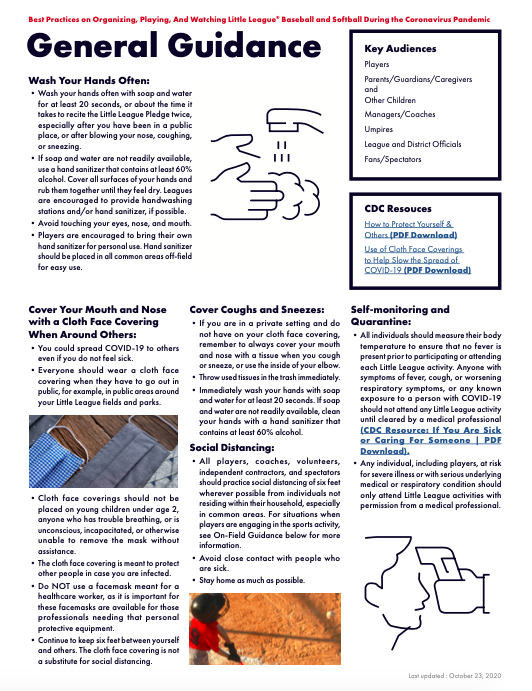 Best Practices on Organizing, Playing, And Watching Little League® Baseball and Softball During the Coronavirus Pandemic
General Guidance
Wash Your Hands Often:
• Wash your hands often with soap and water
for at least 20 seconds, or about the time it
takes to recite the Little League Pledge twice,
especially after you have been in a public
place, or after blowing your nose, coughing,
or sneezing.
• If soap and water are not readily available,
use a hand sanitizer that contains at least 60%
alcohol. Cover all surfaces of your hands and
rub them together until they feel dry. Leagues
are encouraged to provide handwashing
stations and/or hand sanitizer, if possible.
• Avoid touching your eyes, nose, and mouth.
• Players are encouraged to bring their own
hand sanitizer for personal use. Hand sanitizer
should be placed in all common areas off-field
for easy use.
Key Audiences
Players
Parents/Guardians/Caregivers
and
Other Children
Managers/Coaches
Umpires
League and District Officials
Fans/Spectators
CDC Resouces
How to Protect Yourself &
Others (PDF Download)
Use of Cloth Face Coverings
to Help Slow the Spread of
COVID-19 (PDF Download)
Cover Your Mouth and Nose
with a Cloth Face Covering
When Around Others:
• You could spread COVID-19 to others
even if you do not feel sick.
• Everyone should wear a cloth face
covering when they have to go out in
public, for example, in public areas around
your Little League fields and parks.
• Cloth face coverings should not be
placed on young children under age 2,
anyone who has trouble breathing, or is
unconscious, incapacitated, or otherwise
unable to remove the mask without
assistance.
• The cloth face covering is meant to protect
other people in case you are infected.
• Do NOT use a facemask meant for a
healthcare worker, as it is important for
these facemasks are available for those
professionals needing that personal
protective equipment.
• Continue to keep six feet between yourself
and others. The cloth face covering is not
a substitute for social distancing.
Cover Coughs and Sneezes:
• If you are in a private setting and do
not have on your cloth face covering,
remember to always cover your mouth
and nose with a tissue when you cough
or sneeze, or use the inside of your elbow.
• Throw used tissues in the trash immediately.
• Immediately wash your hands with soap
and water for at least 20 seconds. If soap
and water are not readily available, clean
your hands with a hand sanitizer that
contains at least 60% alcohol.
Social Distancing:
• All players, coaches, volunteers,
independent contractors, and spectators
should practice social distancing of six feet
wherever possible from individuals not
residing within their household, especially
in common areas. For situations when
players are engaging in the sports activity,
see On-Field Guidance below for more
information.
• Avoid close contact with people who
are sick.
• Stay home as much as possible.
Self-monitoring and
Quarantine:
• All individuals should measure their body
temperature to ensure that no fever is
present prior to participating or attending
each Little League activity. Anyone with
symptoms of fever, cough, or worsening
respiratory symptoms, or any known
exposure to a person with COVID-19
should not attend any Little League activity
until cleared by a medical professional
(CDC Resource: If You Are Sick
or Caring For Someone | PDF
Download).
• Any individual, including players, at risk
for severe illness or with serious underlying
medical or respiratory condition should
only attend Little League activities with
permission from a medical professional.
Last updated : October 23, 2020